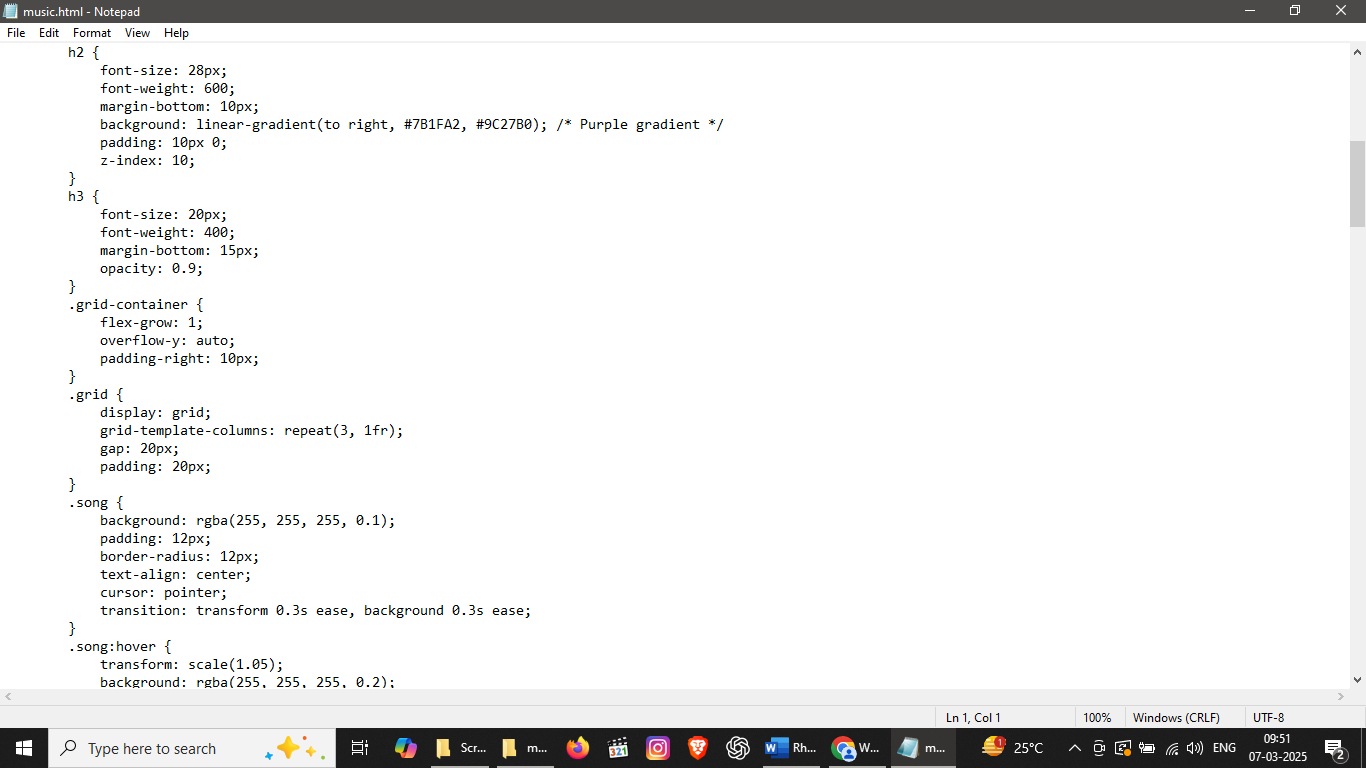 music.html - Notepad
File Edit Format View Help
h2 {
font-size: 28px;
font-weight: 600;
margin-bottom: 10px;
background: linear-gradient(to right, #7B1FA2, #9C27B0); /* Purple gradient */
padding: 10px 0;
z-index: 10;
}
h3 {
font-size: 20px;
font-weight: 400;
margin-bottom: 15px;
opacity: 0.9;
}
.grid-container {
flex-grow: 1;
overflow-y: auto;
padding-right: 10px;
}
.grid {
display: grid;
grid-template-columns: repeat(3, 1fr);
gap: 20px;
padding: 20px;
}
.song {
background: rgba(255, 255, 255, 0.1);
padding: 12px;
border-radius: 12px;
text-align: center;
cursor: pointer;
transition: transform 0.3s ease, background 0.3s ease;
}
.song:hover {
transform: scale(1.05);
background: rgba(255, 255, 255, 0.2);
Ln 1, Col 1 100% Windows (CRLF) UTF-8
Type here to search 321 Scr... m... Rh... W... m... 1 25°C ENG 09:51 2
07-03-2025